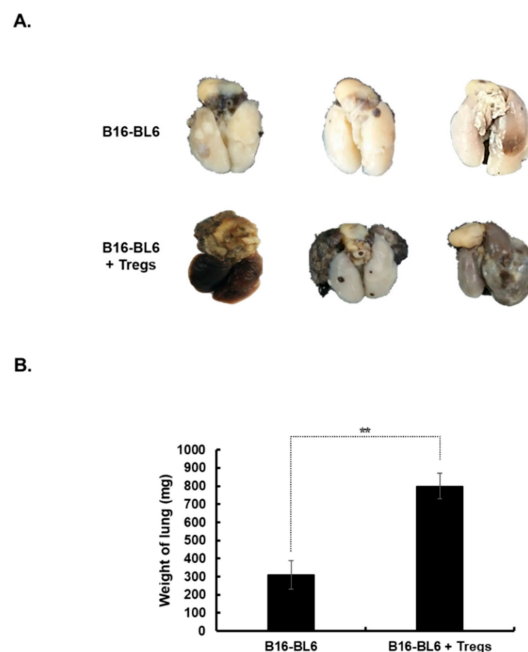 A.
B16-BL6
B16-BL6
+ Tregs
B.
**
1000
900
800
700
600
500
400
300
200
100
0
Weight of lung (mg)
B16-BL6
B16-BL6 + Tregs